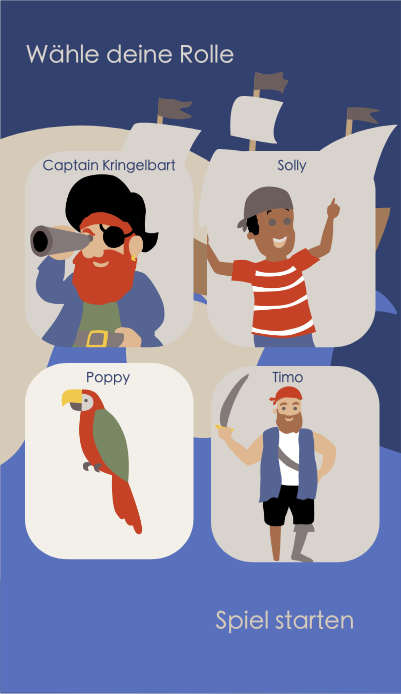 Wähle deine Rolle
Captain Kringelbart
Solly
Poppy
Timo
Spiel starten